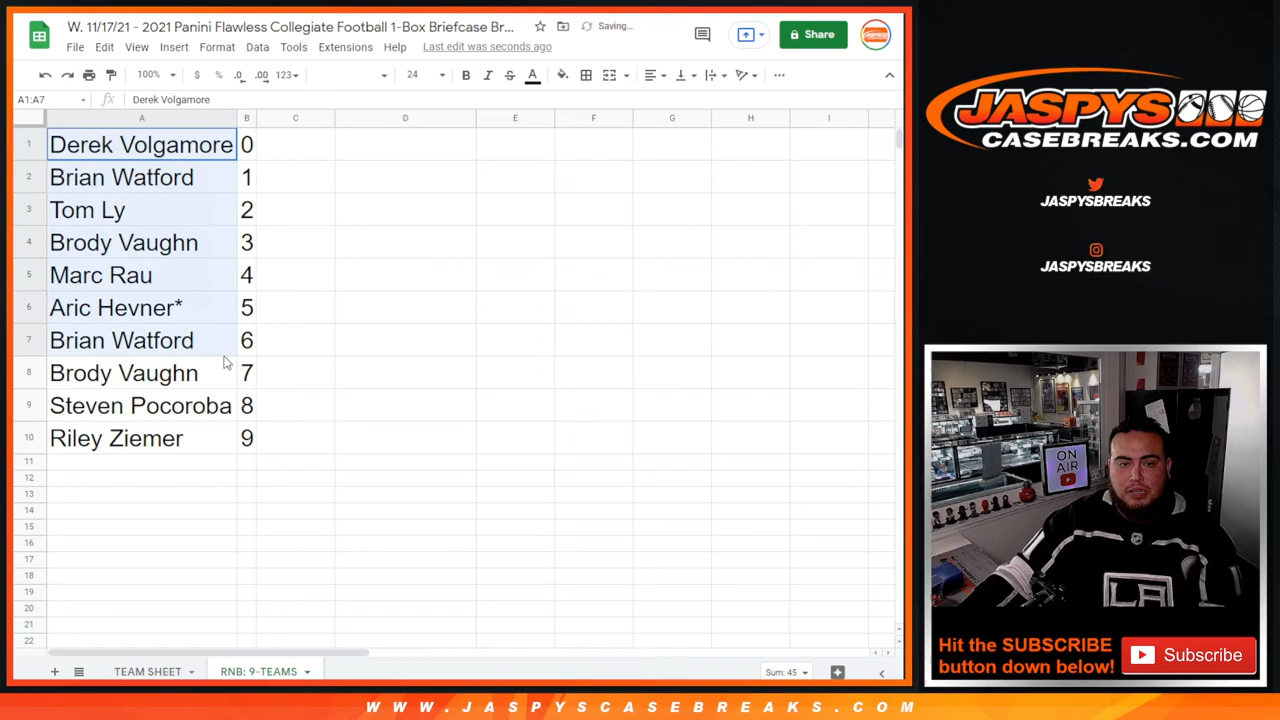 W. 11/17/21 - 2021 Panini Flawless Collegiate Football 1-Box Briefcase Br...
Saving...
Share
File Edit View Insert Format Data Tools Extensions Help Last edit was seconds ago
100% $ % .0 .00 123 24 B I S A
A1:A7 fx Derek Volgamore
A B C D E F G H I
1 Derek Volgamore 0
2 Brian Watford 1
3 Tom Ly 2
4 Brody Vaughn 3
5 Marc Rau 4
6 Aric Hevner* 5
7 Brian Watford 6
8 Brody Vaughn 7
9 Steven Pocoroba 8
10 Riley Ziemer 9
11
12
13
14
15
16
17
18
19
20
21
22
TEAM SHEET RNB: 9-TEAMS Sum: 45
JASPYS
CASEBREAKS.COM
JASPYSBREAKS
JASPYSBREAKS
ON
AIR
LA
Hit the SUBSCRIBE
button down below!
Subscribe
WWW.JASPYSCASEBREAKS.COM